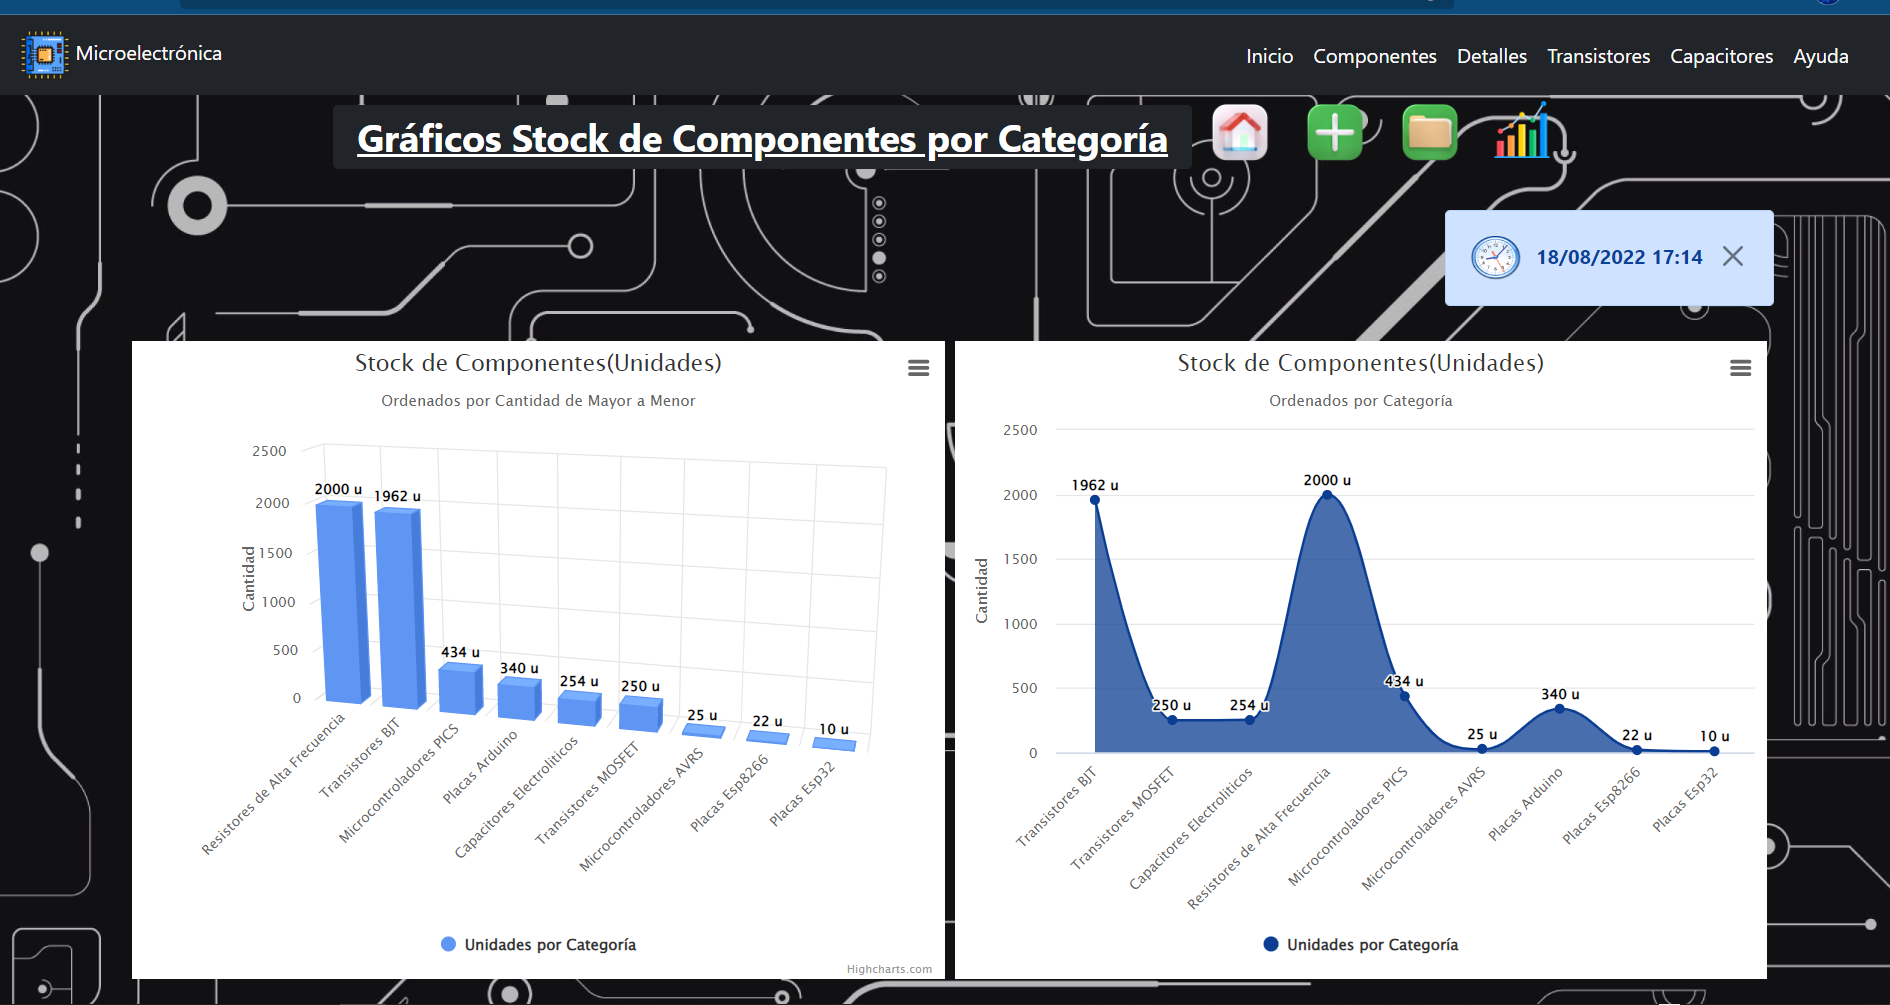 Microelectrónica
Inicio Componentes Detalles Transistores Capacitores Ayuda
Gráficos Stock de Componentes por Categoría
18/08/2022 17:14
Stock de Componentes(Unidades)
Ordenados por Cantidad de Mayor a Menor
Cantidad
2500
2000
1500
1000
500
0
2000 u
1962 u
434 u
340 u
254 u
250 u
25 u
22 u
10 u
Resistores de Alta Frecuencia
Transistores BJT
Microcontroladores PICS
Placas Arduino
Capacitores Electrolíticos
Transistores MOSFET
Microcontroladores AVRS
Placas Esp8266
Placas Esp32
Unidades por Categoría
Highcharts.com
Stock de Componentes(Unidades)
Ordenados por Categoría
Cantidad
2500
2000
1500
1000
500
0
1962 u
250 u
254 u
2000 u
434 u
25 u
340 u
22 u
10 u
Transistores BJT
Transistores MOSFET
Capacitores Electrolíticos
Resistores de Alta Frecuencia
Microcontroladores PICS
Microcontroladores AVRS
Placas Arduino
Placas Esp8266
Placas Esp32
Unidades por Categoría